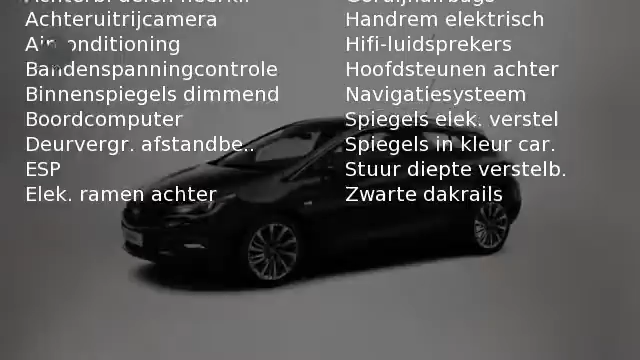 Achteruitrijcamera
Airconditioning
Bandenspanningcontrole
Binnenspiegels dimmend
Boordcomputer
Deurvergr. afstandbe..
ESP
Elek. ramen achter
Handrem elektrisch
Hifi-luidsprekers
Hoofdsteunen achter
Navigatiesysteem
Spiegels elek. verstel
Spiegels in kleur car.
Stuur diepte verstelb.
Zwarte dakrails